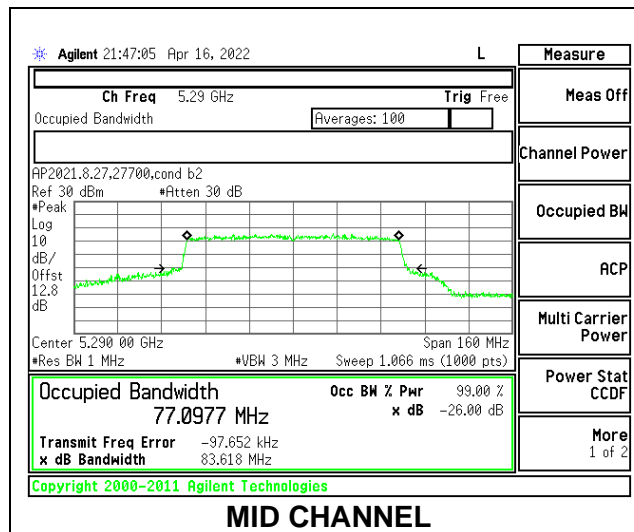 Agilent 21:47:05 Apr 16, 2022 L
Measure
Ch Freq 5.29 GHz Trig Free
Occupied Bandwidth Averages: 100
AP2021.8.27,27700,cond b2
Ref 30 dBm #Atten 30 dB
#Peak
Log
10
dB/
Offst
12.8
dB
Center 5.290 00 GHz Span 160 MHz
#Res BW 1 MHz #VBW 3 MHz Sweep 1.066 ms (1000 pts)
Occupied Bandwidth Occ BW % Pwr 99.00 %
77.0977 MHz x dB -26.00 dB
Transmit Freq Error -97.652 kHz
x dB Bandwidth 83.618 MHz
Copyright 2000-2011 Agilent Technologies
Meas Off
Channel Power
Occupied BW
ACP
Multi Carrier
Power
Power Stat
CCDF
More
1 of 2
MID CHANNEL